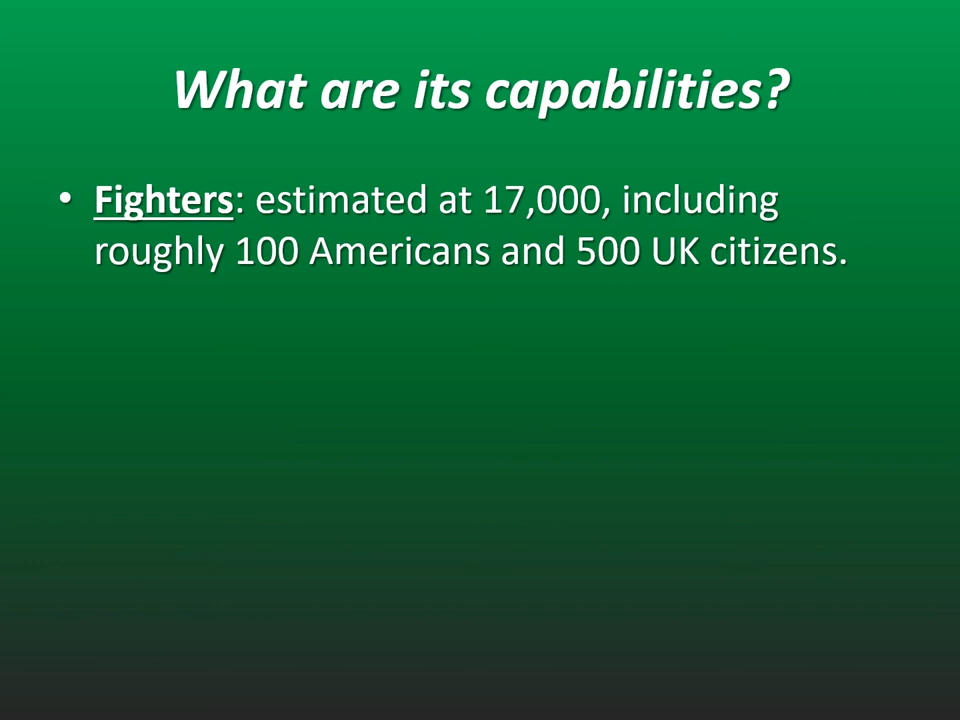 What are its capabilities?
• Fighters: estimated at 17,000, including
roughly 100 Americans and 500 UK citizens.